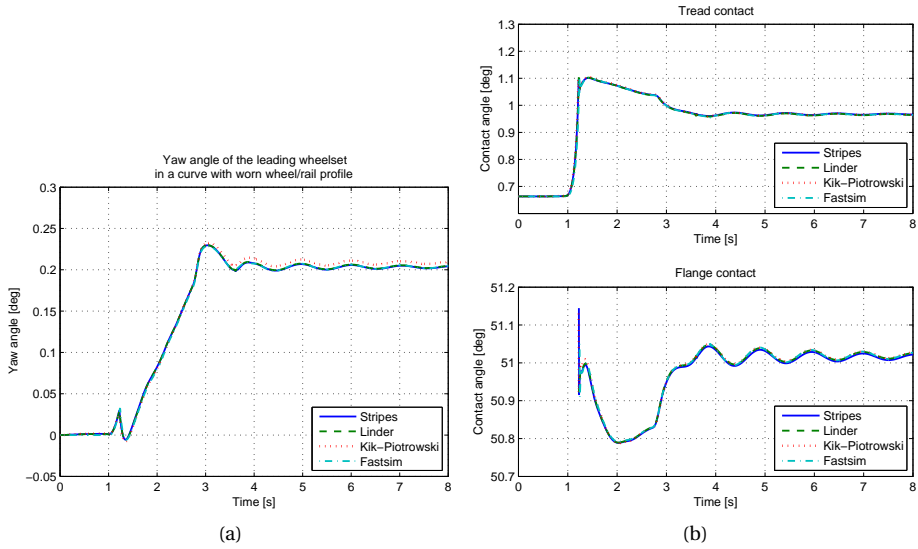 Yaw angle of the leading wheelset
in a curve with worn wheel/rail profile
Yaw angle [deg]
0.3
0.25
0.2
0.15
0.1
0.05
0
−0.05
0 1 2 3 4 5 6 7 8
Time [s]
Stripes
Linder
Kik−Piotrowski
Fastsim
(a)
Tread contact
Contact angle [deg]
1.3
1.2
1.1
1
0.9
0.8
0.7
0.6
0 1 2 3 4 5 6 7 8
Time [s]
Stripes
Linder
Kik−Piotrowski
Fastsim
Flange contact
Contact angle [deg]
51.2
51.1
51
50.9
50.8
50.7
0 1 2 3 4 5 6 7 8
Time [s]
Stripes
Linder
Kik−Piotrowski
Fastsim
(b)